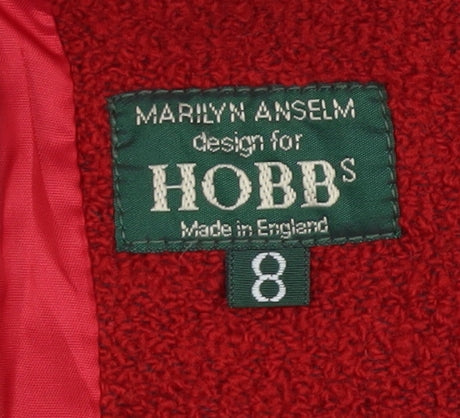 MARILYN ANSELM
design for
HOBBS
Made in England
8